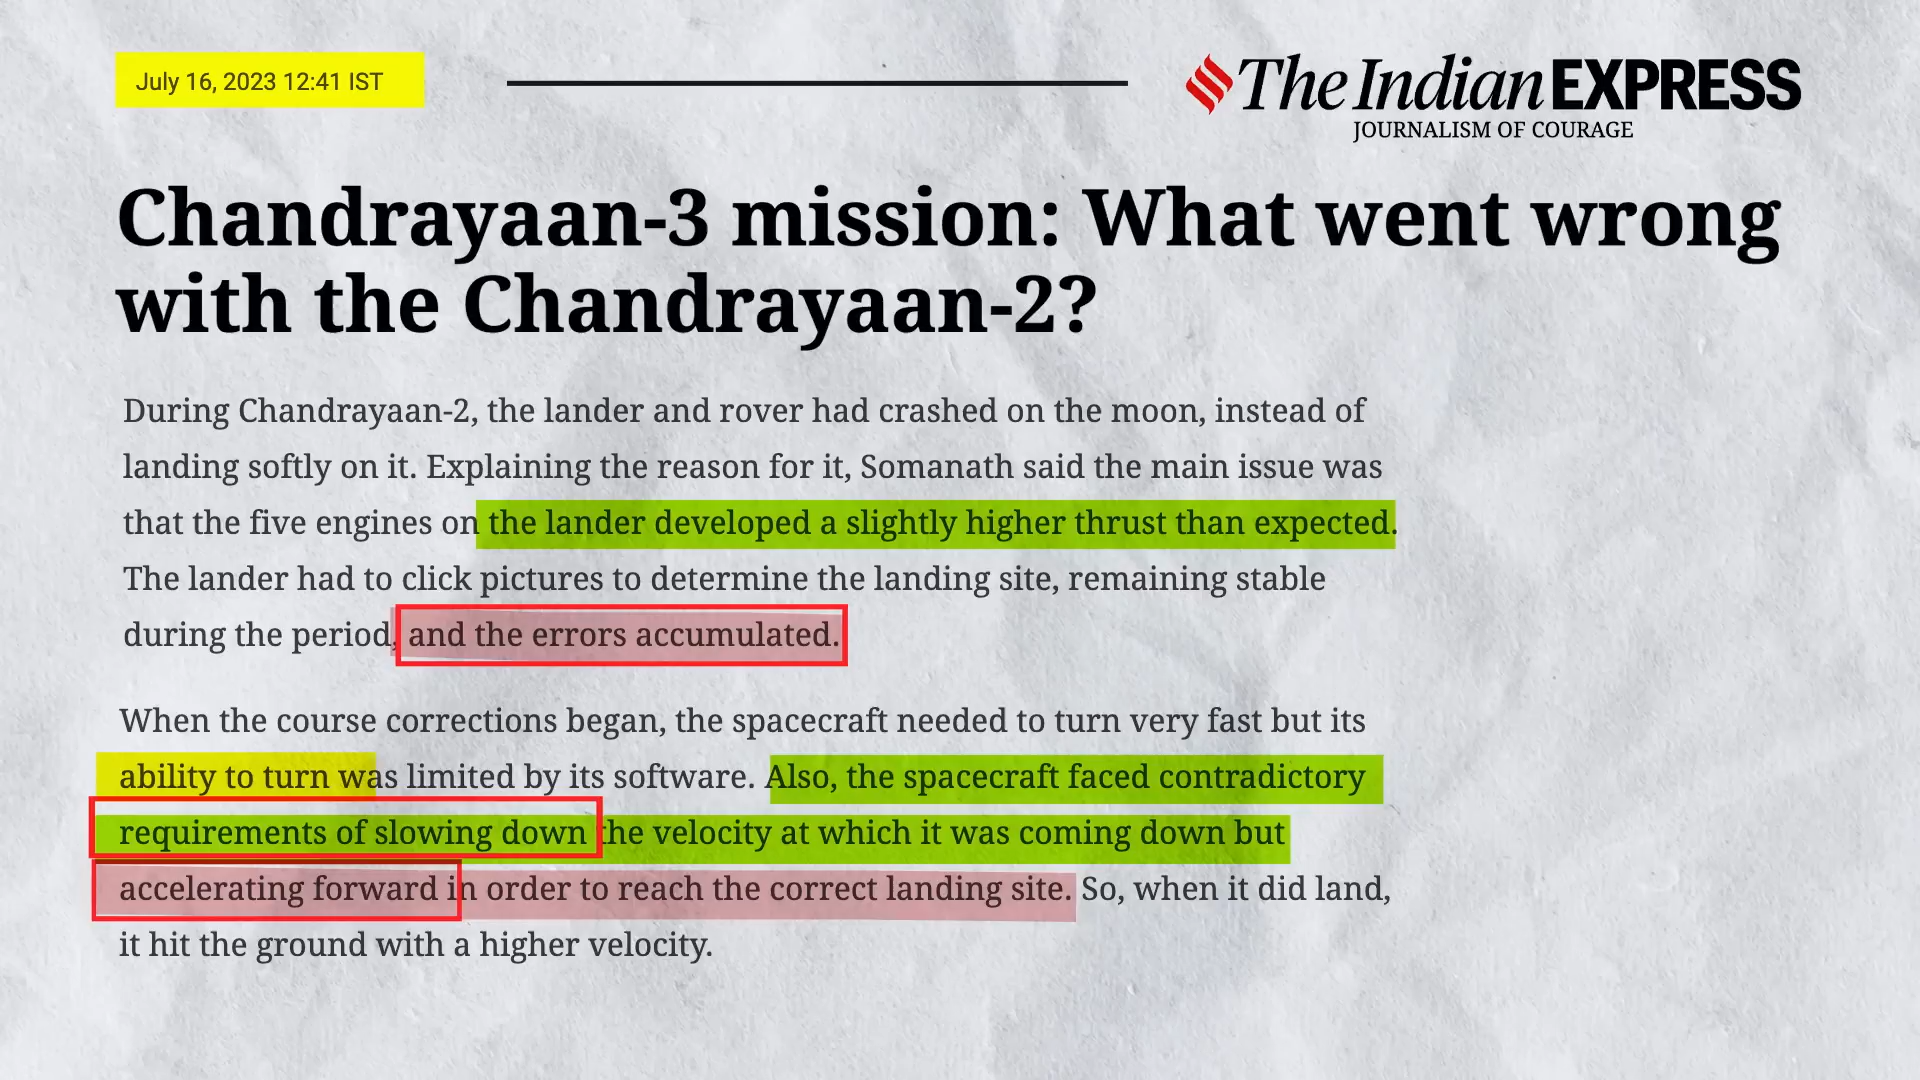 July 16, 2023 12:41 IST
The Indian EXPRESS
JOURNALISM OF COURAGE
Chandrayaan-3 mission: What went wrong
with the Chandrayaan-2?
During Chandrayaan-2, the lander and rover had crashed on the moon, instead of
landing softly on it. Explaining the reason for it, Somanath said the main issue was
that the five engines on the lander developed a slightly higher thrust than expected.
The lander had to click pictures to determine the landing site, remaining stable
during the period, and the errors accumulated.
When the course corrections began, the spacecraft needed to turn very fast but its
ability to turn was limited by its software. Also, the spacecraft faced contradictory
requirements of slowing down the velocity at which it was coming down but
accelerating forward in order to reach the correct landing site. So, when it did land,
it hit the ground with a higher velocity.